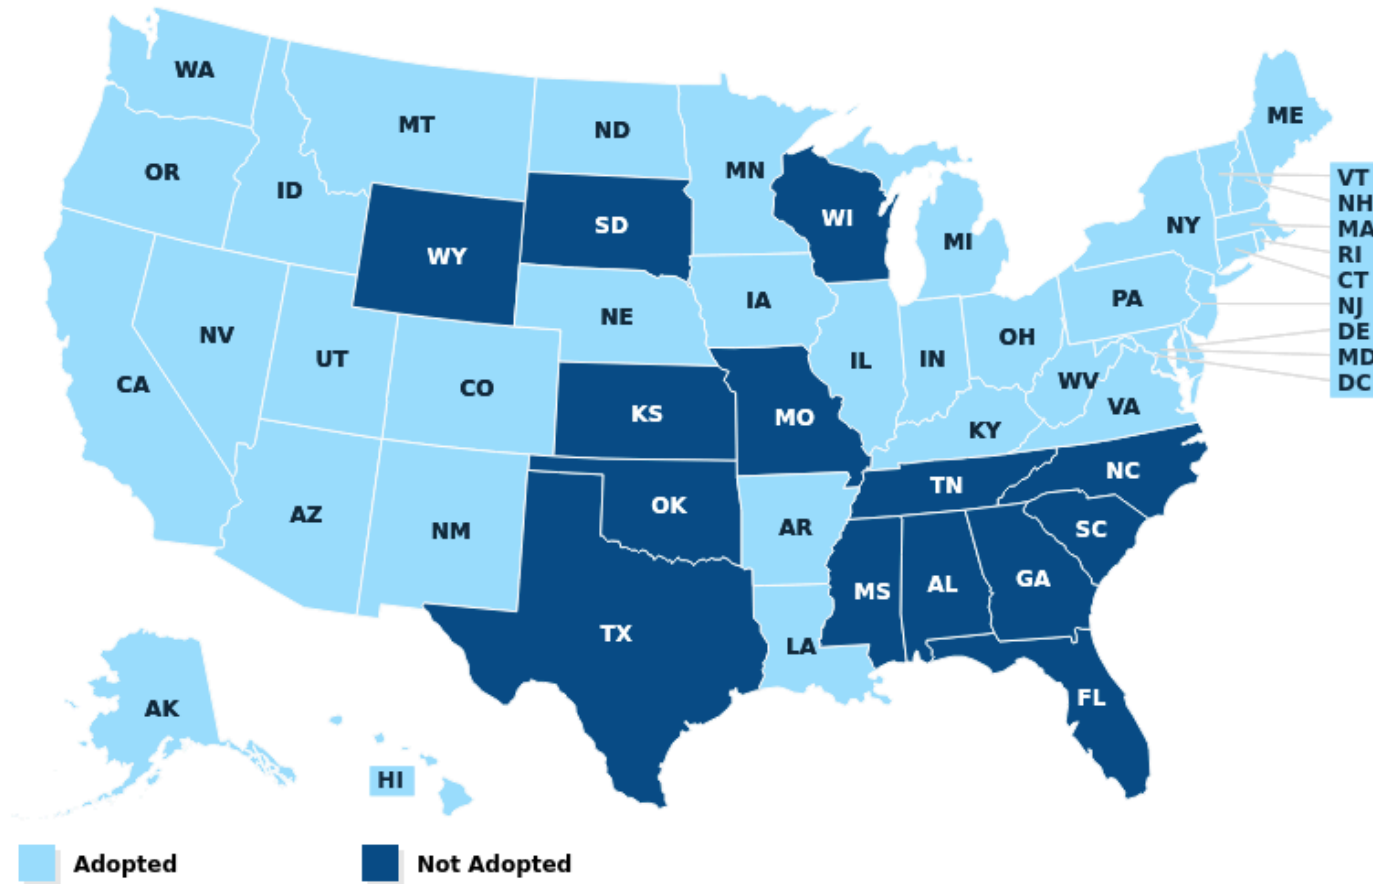 WA
MT
ND
ME
OR
ID
MN
VT
NH
WI
SD
NY
MA
WY
MI
RI
CT
IA
PA
NJ
NE
NV
OH
DE
UT
IL
IN
MD
CO
CA
WV
DC
VA
KS
MO
KY
NC
TN
OK
AZ
AR
SC
NM
GA
AL
MS
TX
LA
FL
AK
HI
Adopted
Not Adopted